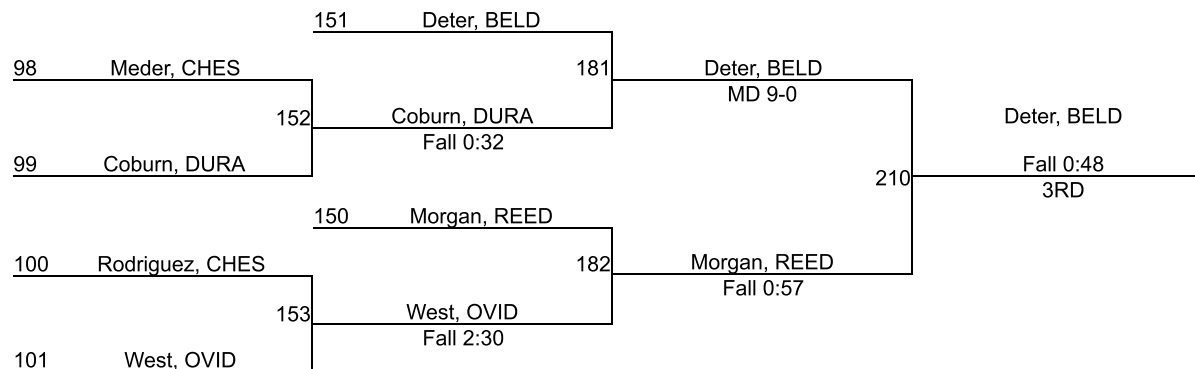 151 Deter, BELD
98 Meder, CHES
181 Deter, BELD
MD 9-0
152 Coburn, DURA
Fall 0:32
Deter, BELD
99 Coburn, DURA
Fall 0:48
210
3RD
150 Morgan, REED
100 Rodriguez, CHES
182 Morgan, REED
Fall 0:57
153 West, OVID
Fall 2:30
101 West, OVID